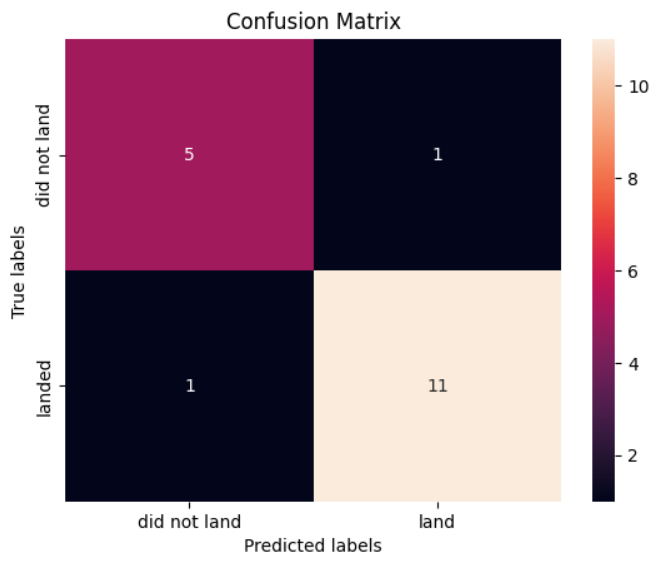 Confusion Matrix
True labels
did not land
landed
5
1
1
11
did not land
land
Predicted labels
10
8
6
4
2